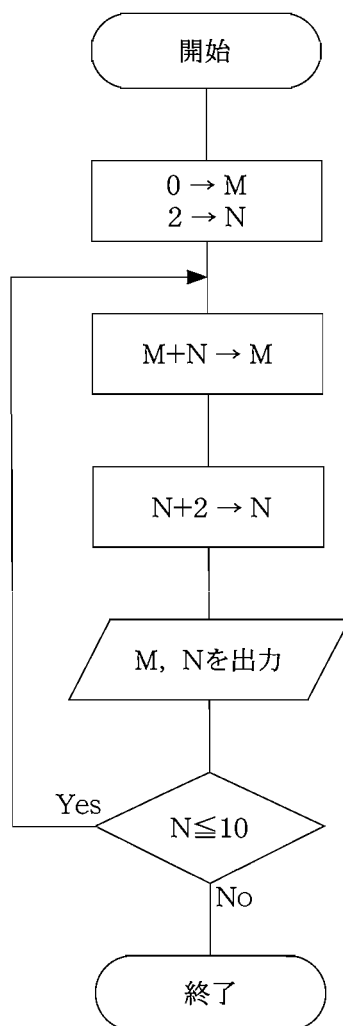 開始
0 → M
2 → N
M+N → M
N+2 → N
M, Nを出力
Yes
N≦10
No
終了